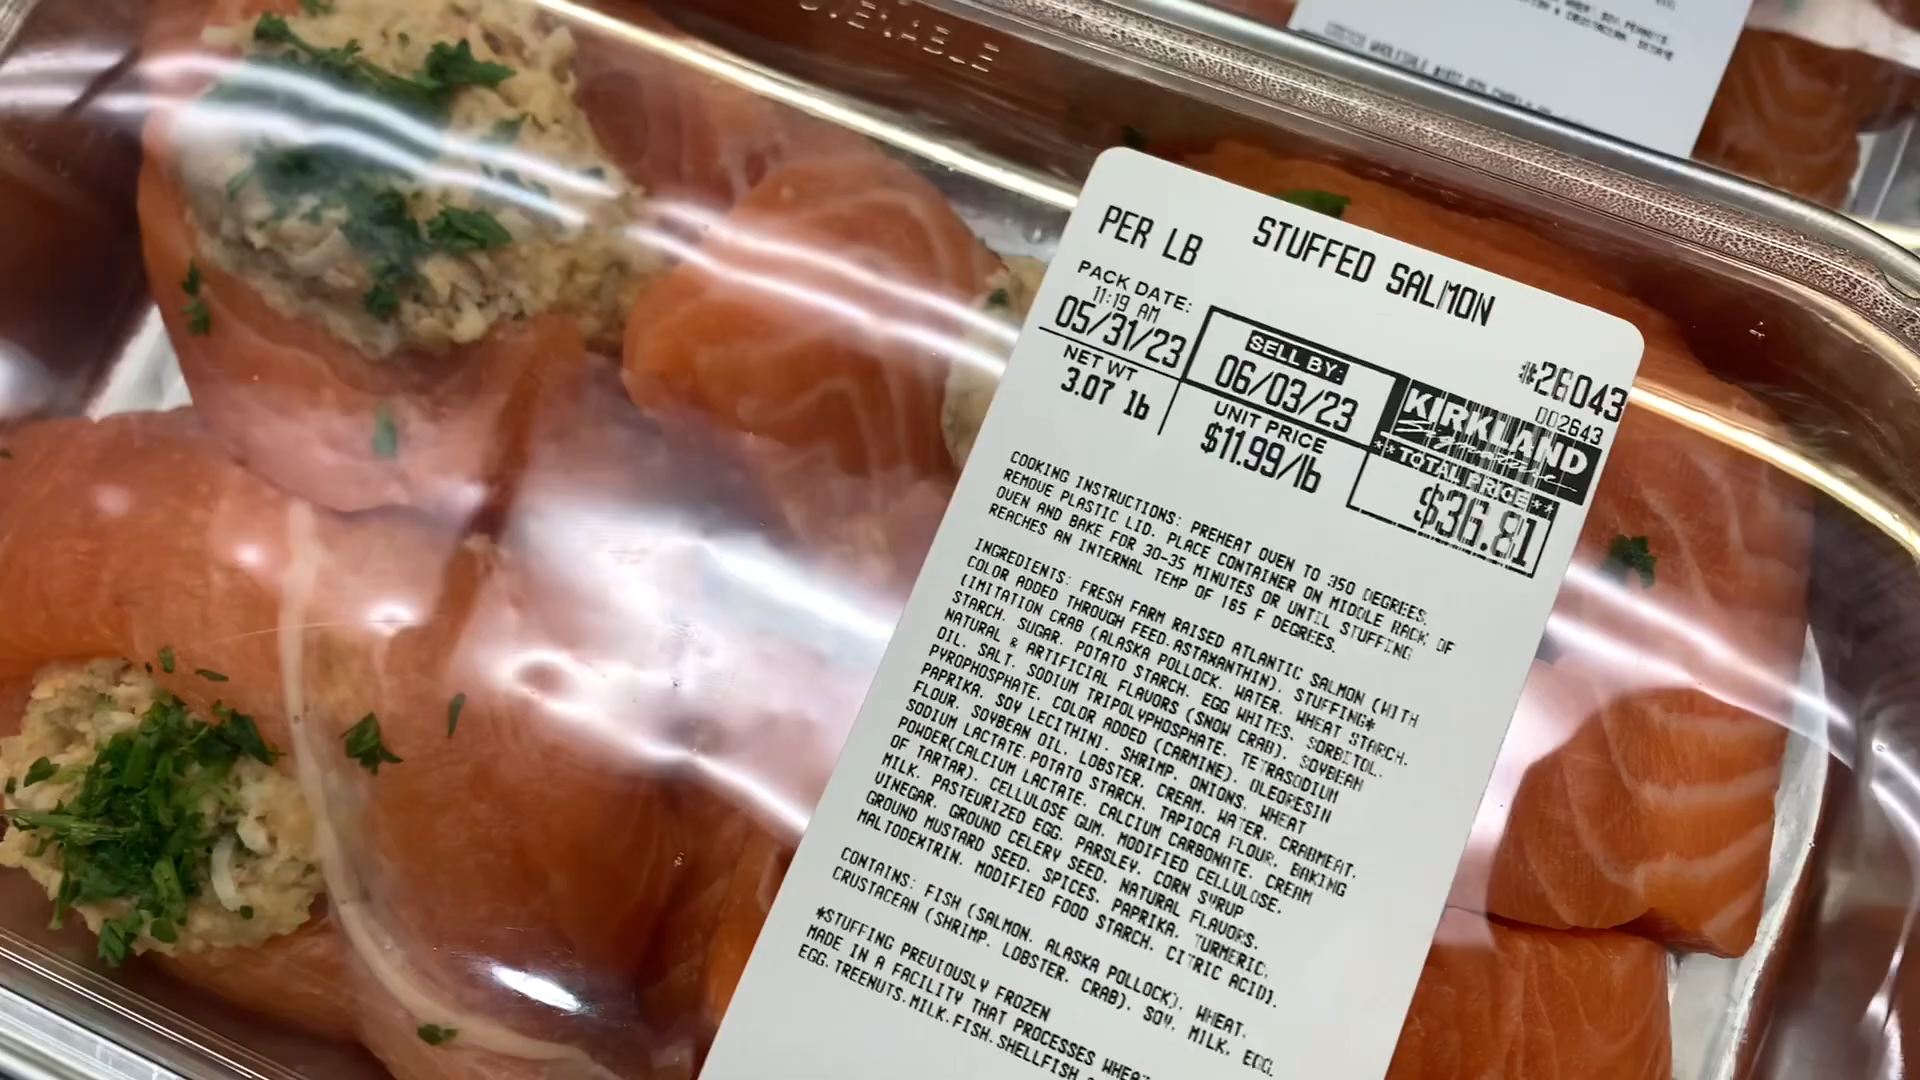 OVENABLE
STUFFED SALMON
PER LB
#26043
002643
PACK DATE:
11:19 AM
05/31/23
SELL BY:
06/03/23
KIRKLAND
Signature
NET WT
3.07 lb
UNIT PRICE
$11.99/lb
**TOTAL PRICE**
$36.81
COOKING INSTRUCTIONS: PREHEAT OVEN TO 350 DEGREES.
REMOVE PLASTIC LID. PLACE CONTAINER ON MIDDLE RACK OF
OVEN AND BAKE FOR 30-35 MINUTES OR UNTIL STUFFING
REACHES AN INTERNAL TEMP OF 165 F DEGREES.
INGREDIENTS: FRESH FARM RAISED ATLANTIC SALMON (WITH
COLOR ADDED THROUGH FEED.ASTAXANTHIN). STUFFING*
(IMITATION CRAB (ALASKA POLLOCK, WATER, WHEAT STARCH,
STARCH, SUGAR, POTATO STARCH, EGG WHITES, SORBITOL,
NATURAL & ARTIFICIAL FLAVORS (SNOW CRAB), SOYBEAN
OIL, SALT, SODIUM TRIPOLYPHOSPHATE, TETRASODIUM
PYROPHOSPHATE, COLOR ADDED (CARMINE), OLEORESIN
PAPRIKA, SOY LECITHIN), SHRIMP, ONIONS, WHEAT
FLOUR, SOYBEAN OIL, LOBSTER, CREAM, WATER, CRABMEAT,
SODIUM LACTATE,POTATO STARCH, TAPIOCA FLOUR, BAKING
POWDER(CALCIUM LACTATE, CALCIUM CARBONATE, CREAM
OF TARTAR), CELLULOSE GUM, MODIFIED CELLULOSE,
MILK, PASTEURIZED EGG, PARSLEY, CORN SYRUP
VINEGAR, GROUND CELERY SEED, NATURAL FLAVORS,
GROUND MUSTARD SEED, SPICES, PAPRIKA, TURMERIC,
MALTODEXTRIN, MODIFIED FOOD STARCH, CITRIC ACID).
CONTAINS: FISH (SALMON, ALASKA POLLOCK), WHEAT,
CRUSTACEAN (SHRIMP, LOBSTER, CRAB), SOY, MILK, EGG.
*STUFFING PREVIOUSLY FROZEN
MADE IN A FACILITY THAT PROCESSES WHEAT
EGG,TREENUTS,MILK,FISH,SHELLFISH